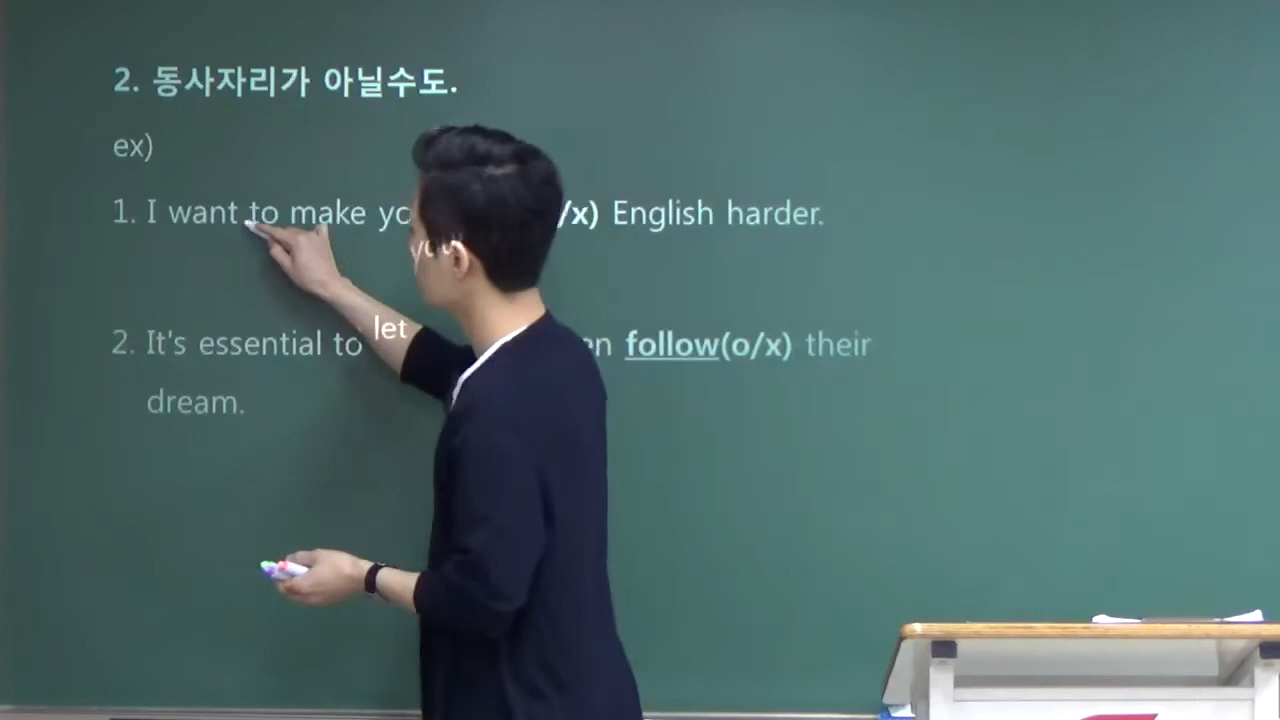 2. 동사자리가 아닐수도.
ex)
1. I want to make /x) English harder.
you
let
2. It's essential to follow(o/x) their
dream.